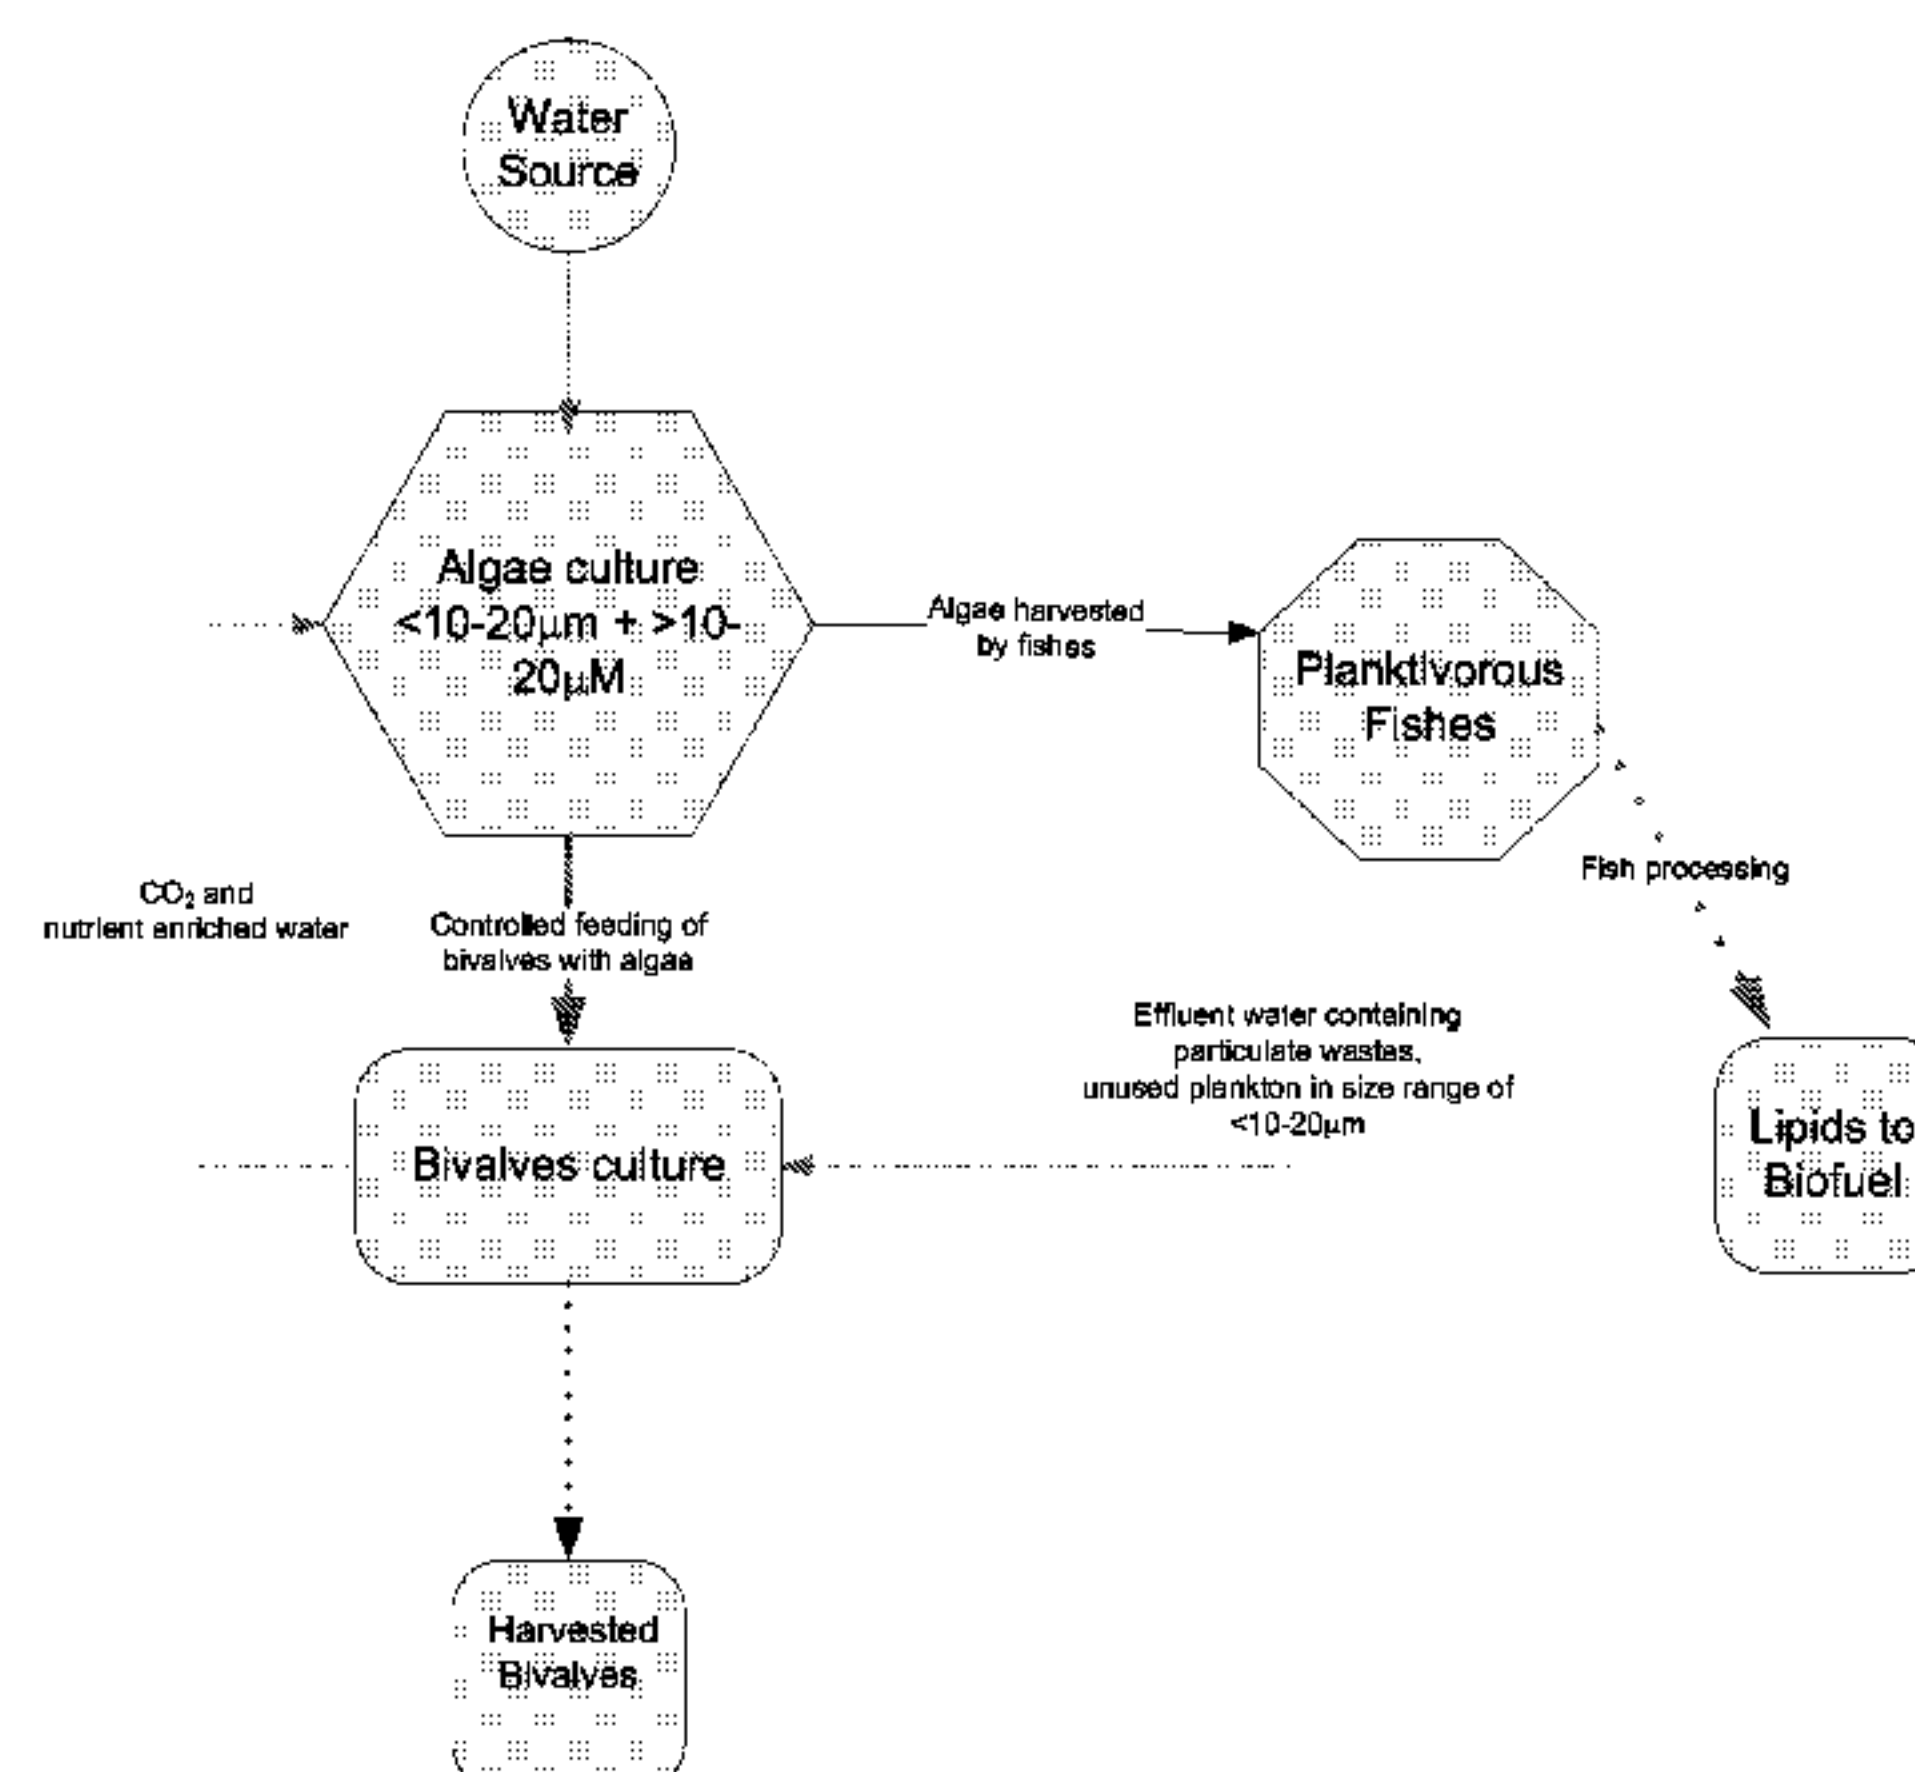 Water
Source
Algae culture
<10-20µm + >10-
20µM
Algae harvested
by fishes
Planktivorous
Fishes
Fish processing
CO₂ and
nutrient enriched water
Controlled feeding of
bivalves with algae
Effluent water containing
particulate wastes,
unused plankton in size range of
<10-20µm
Lipids to
Biofuel
Bivalves culture
Harvested
Bivalves